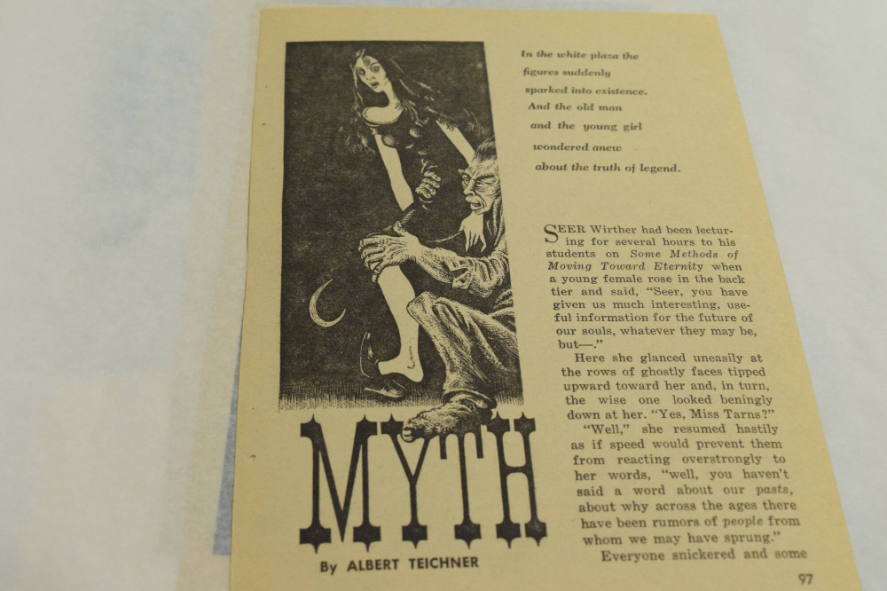 In the white plaza the
figures suddenly
sparked into existence.
And the old man
and the young girl
wondered anew
about the truth of legend.
MYTH
By ALBERT TEICHNER
SEER Wirther had been lectur-
ing for several hours to his
students on Some Methods of
Moving Toward Eternity when
a young female rose in the back
tier and said, “Seer, you have
given us much interesting, use-
ful information for the future of
our souls, whatever they may be,
but—.”
Here she glanced uneasily at
the rows of ghostly faces tipped
upward toward her and, in turn,
the wise one looked beningly
down at her. “Yes, Miss Tarns?”
“Well,” she resumed hastily
as if speed would prevent them
from reacting overstrongly to
her words, “well, you haven’t
said a word about our pasts,
about why across the ages there
have been rumors of people from
whom we may have sprung.”
Everyone snickered and some
97